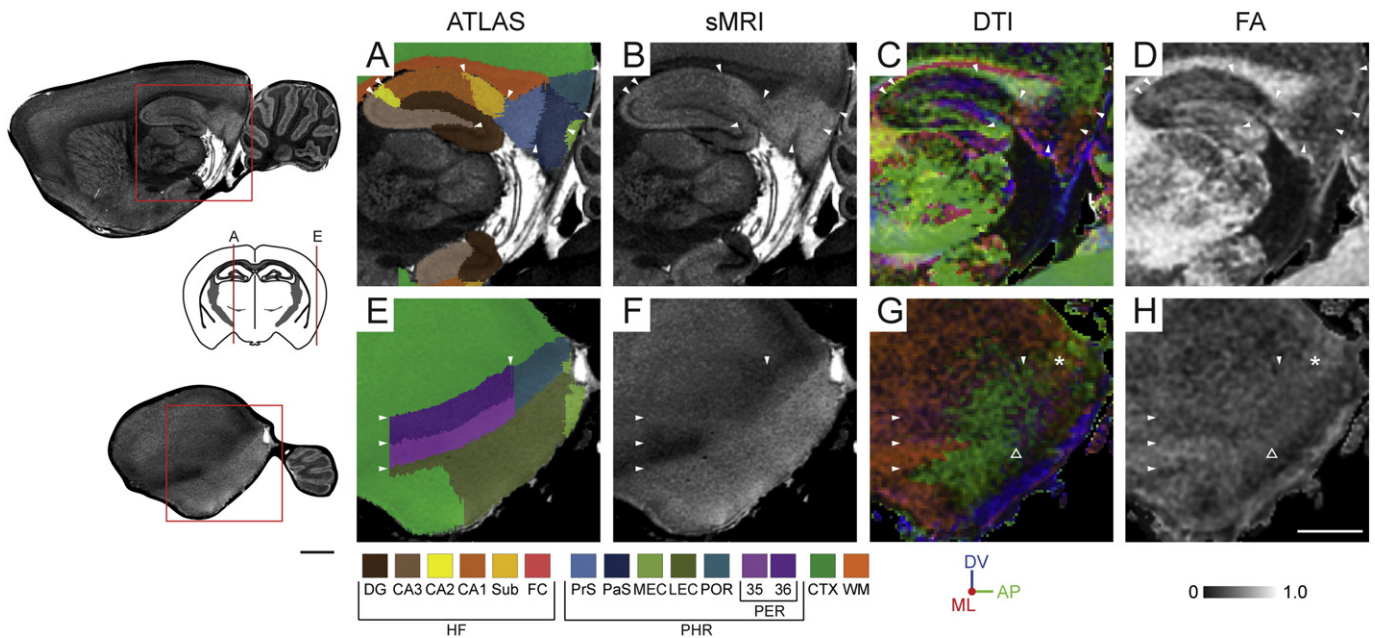 ATLAS sMRI DTI FA
A B C D
A E
E F G H
* *
DG CA3 CA2 CA1 Sub FC PrS PaS MEC LEC POR 35 36 CTX WM
PER
HF PHR
DV
ML AP
0 1.0